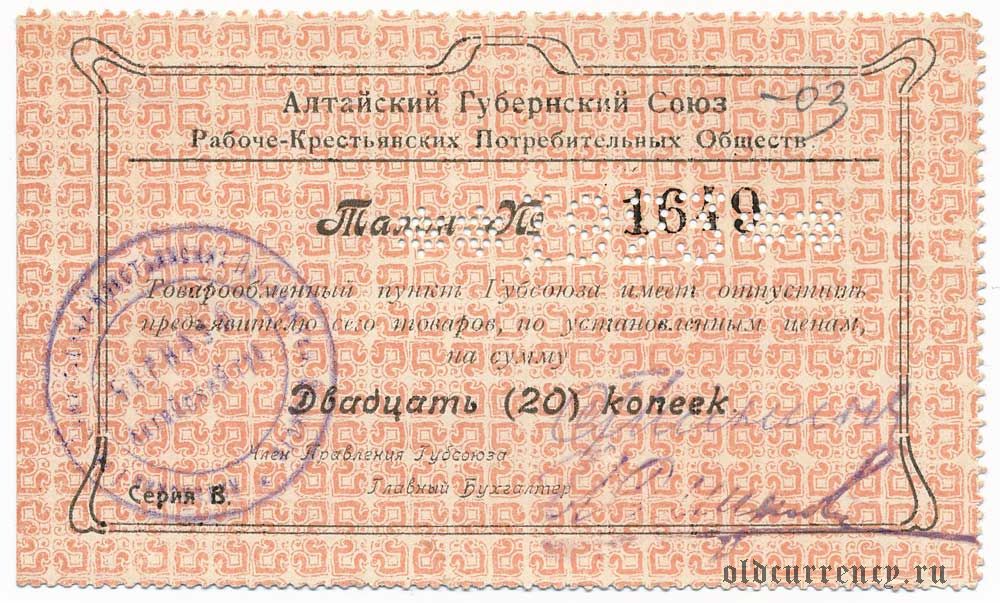 Алтайский Губернский Союз
-03
Рабоче-Крестьянских Потребительных Обществ.
Талон №
1649
Товарообменный пункт Губсоюза имеет отпустить
предъявителю сего товаров, по установленным ценам,
на сумму
Двадцать (20) копеек.
Член Правления Губсоюза
Главный Бухгалтер
Серия В.
oldcurrency.ru